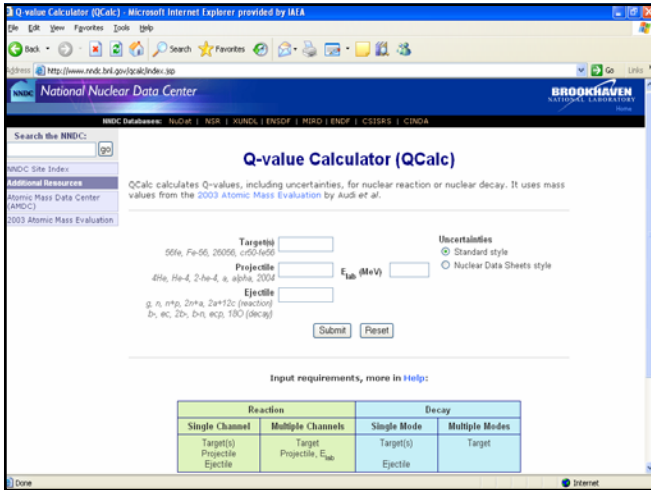 Q-value Calculator (QCalc) - Microsoft Internet Explorer provided by IAEA
File Edit View Favorites Tools Help
Back Search Favorites
Address http://www.nndc.bnl.gov/qcalc/index.jsp Go Links
NNDC National Nuclear Data Center BROOKHAVEN
NATIONAL LABORATORY
Home
NNDC Databases: NuDat | NSR | XUNDL | ENSDF | MIRD | ENDF | CSISRS | CINDA
Search the NNDC:
go
NNDC Site Index
Additional Resources
Atomic Mass Data Center
(AMDC)
2003 Atomic Mass Evaluation
Q-value Calculator (QCalc)
QCalc calculates Q-values, including uncertainties, for nuclear reaction or nuclear decay. It uses mass
values from the 2003 Atomic Mass Evaluation by Audi et al.
Target(s)
56fe, Fe-56, 26056, cr50-fe56
Projectile Elab (MeV)
4He, He-4, 2-he-4, a, alpha, 2004
Ejectile
g, n, n+p, 2n+a, 2a+12c (reaction)
b-, ec, 2b-, b-n, ecp, 18O (decay)
Uncertainties
Standard style
Nuclear Data Sheets style
Submit Reset
Input requirements, more in Help:
Reaction Decay
Single Channel Multiple Channels Single Mode Multiple Modes
Target(s) Target Target(s) Target
Projectile Projectile, Elab
Ejectile Ejectile
Done Internet